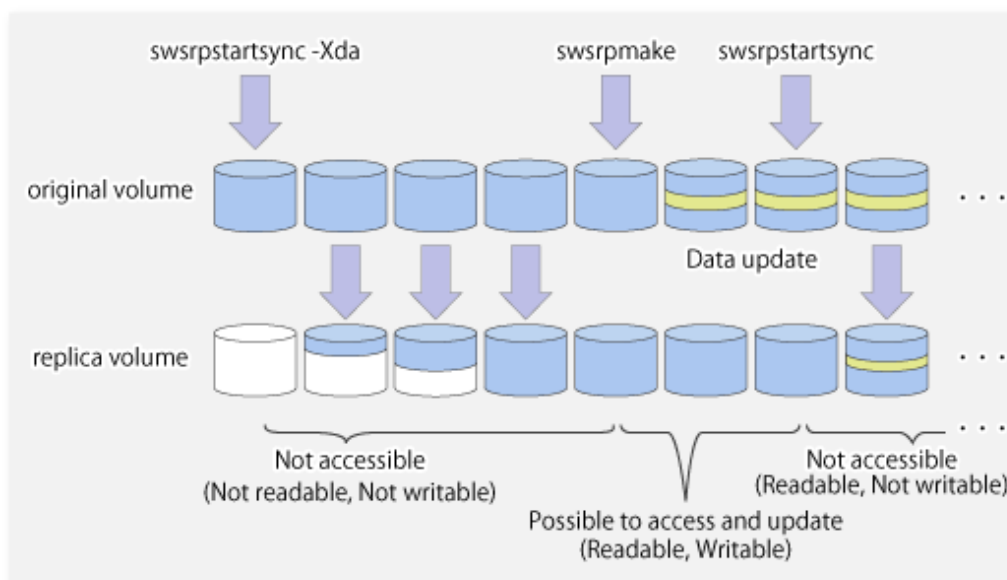 swsrpstartsync -Xda
swsrpmake
swsrpstartsync
original volume
. . .
Data update
replica volume
. . .
. . .
Not accessible
(Not readable, Not writable)
Not accessible
(Readable, Not writable)
Possible to access and update
(Readable, Writable)